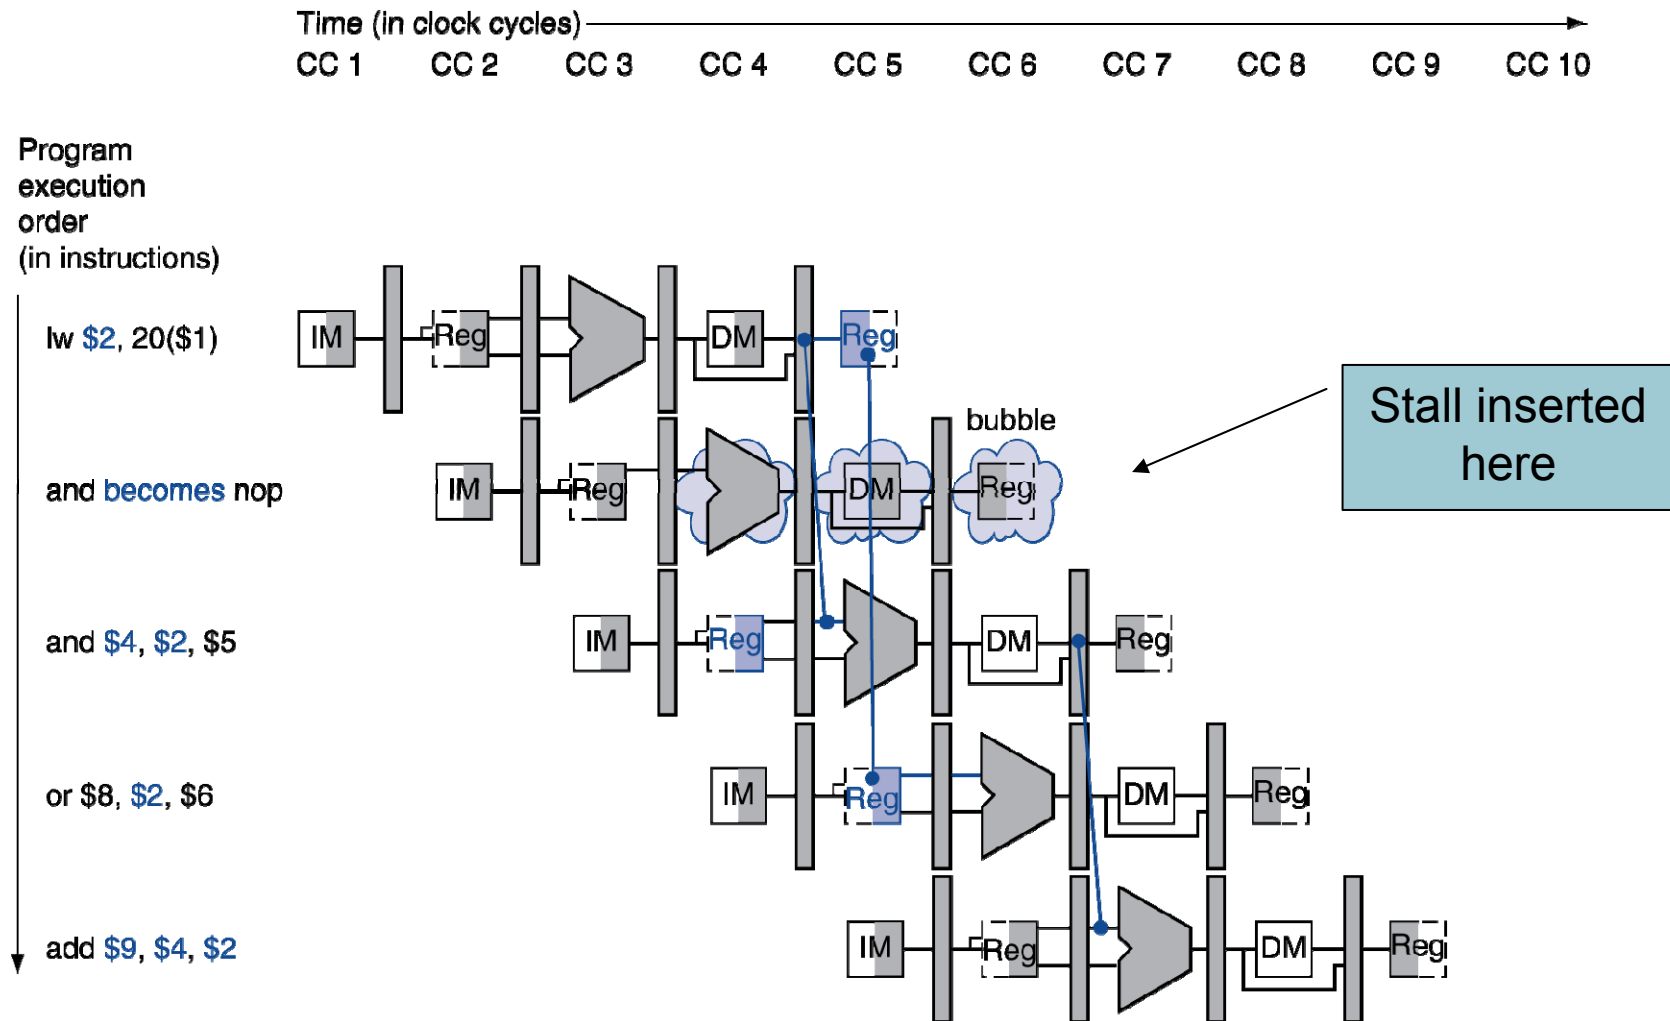 Time (in clock cycles)
CC 1 CC 2 CC 3 CC 4 CC 5 CC 6 CC 7 CC 8 CC 9 CC 10
Program
execution
order
(in instructions)
lw $2, 20($1)
IM Reg DM Reg
Stall inserted
here
bubble
and becomes nop
IM Reg DM Reg
and $4, $2, $5
IM Reg DM Reg
or $8, $2, $6
IM Reg DM Reg
add $9, $4, $2
IM Reg DM Reg